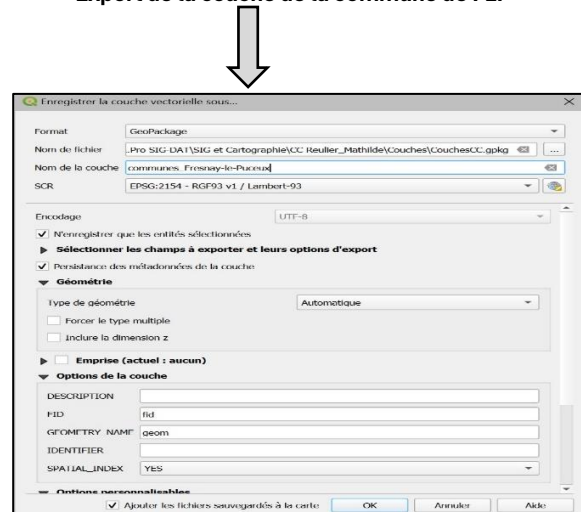 Export de la couche de la commune de FLP
Enregistrer la couche vectorielle sous...
Format GeoPackage
Nom de fichier .Pro SIG-DAT\SIG et Cartographie\CC Reulier_Mathilde\Couches\CouchesCC.gpkg ...
Nom de la couche communes_Fresnay-le-Puceux
SCR EPSG:2154 - RGF93 v1 / Lambert-93
Encodage UTF-8
N'enregistrer que les entités sélectionnées
Sélectionner les champs à exporter et leurs options d'export
Persistance des métadonnées de la couche
Géométrie
Type de géométrie Automatique
Forcer le type multiple
Inclure la dimension z
Emprise (actuel : aucun)
Options de la couche
DESCRIPTION
FID fid
GEOMETRY_NAME geom
IDENTIFIER
SPATIAL_INDEX YES
Options personnalisables
Ajouter les fichiers sauvegardés à la carte OK Annuler Aide